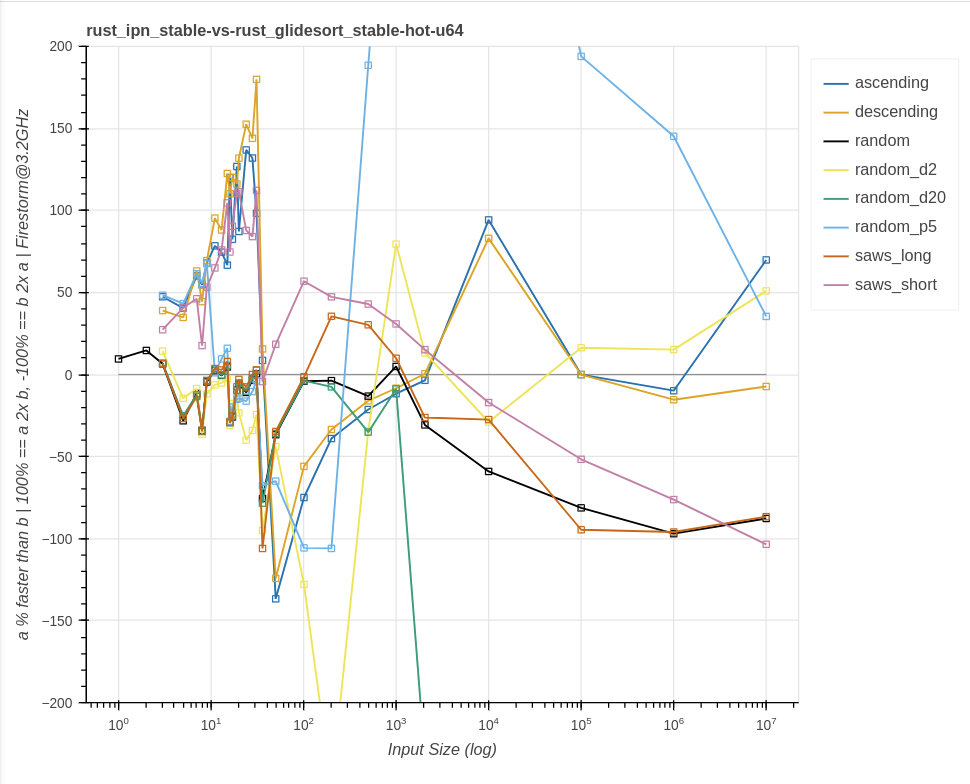 rust_ipn_stable-vs-rust_glidesort_stable-hot-u64
a % faster than b | 100% == a 2x b, -100% == b 2x a | Firestorm@3.2GHz
200
150
100
50
0
−50
−100
−150
−200
10⁰ 10¹ 10² 10³ 10⁴ 10⁵ 10⁶ 10⁷
Input Size (log)
ascending
descending
random
random_d2
random_d20
random_p5
saws_long
saws_short